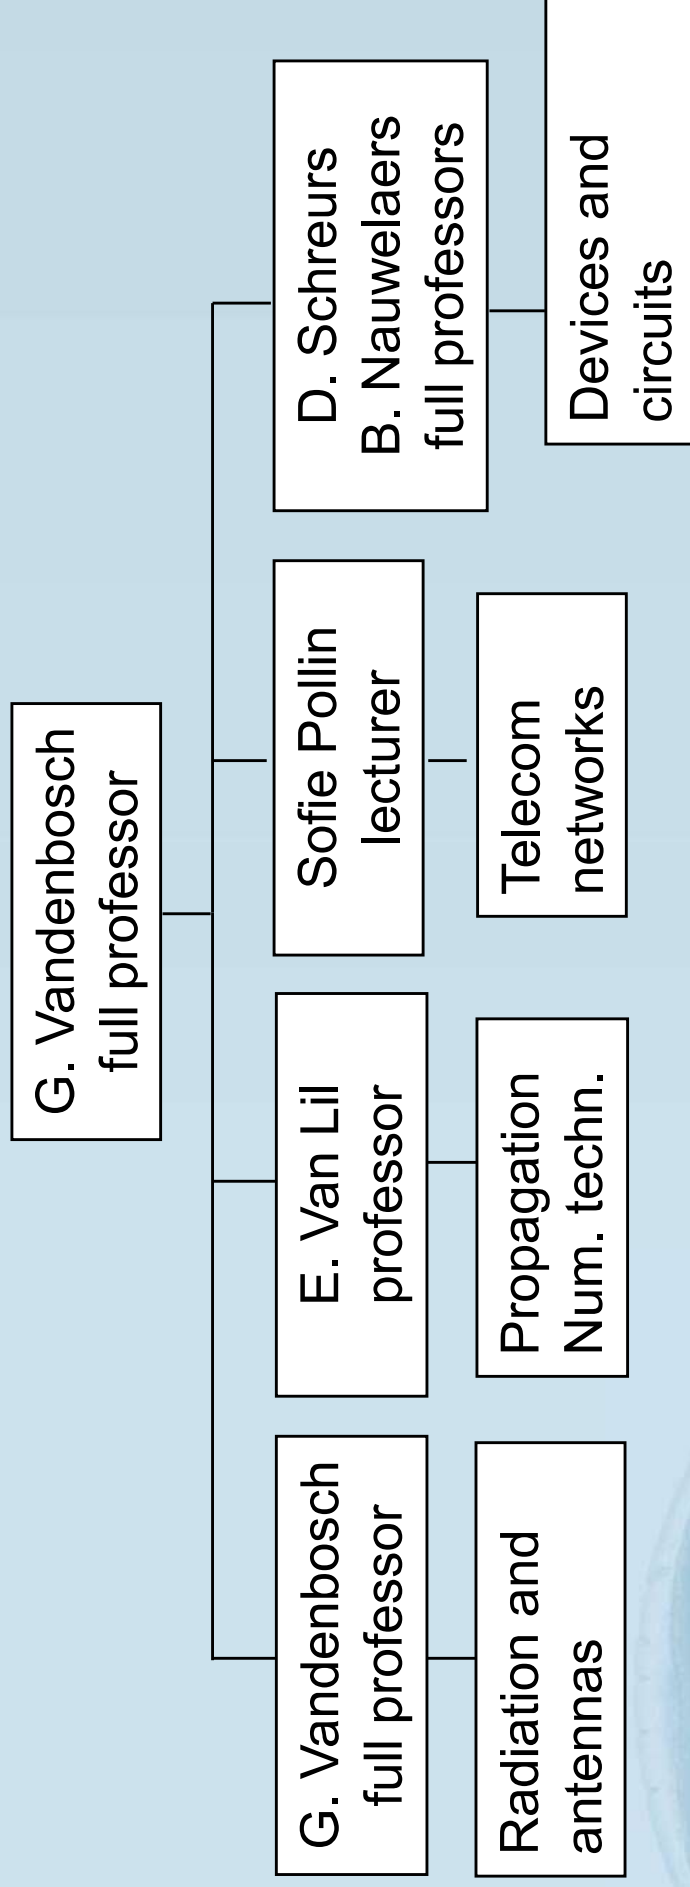 G. Vandenbosch
full professor
G. Vandenbosch
full professor
E. Van Lil
professor
Sofie Pollin
lecturer
D. Schreurs
B. Nauwelaers
full professors
Radiation and
antennas
Propagation
Num. techn.
Telecom
networks
Devices and
circuits